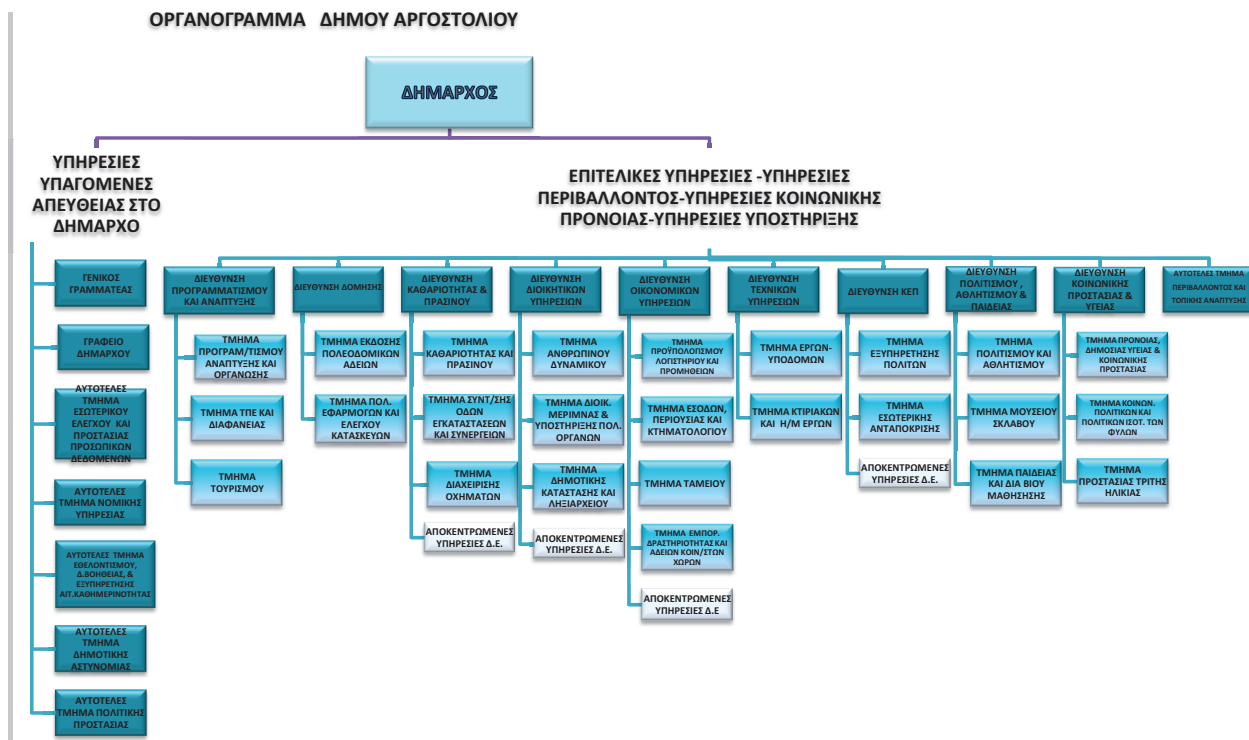 ΟΡΓΑΝΟΓΡΑΜΜΑ ΔΗΜΟΥ ΑΡΓΟΣΤΟΛΙΟΥ
ΔΗΜΑΡΧΟΣ
ΥΠΗΡΕΣΙΕΣ
ΥΠΑΓΟΜΕΝΕΣ
ΑΠΕΥΘΕΙΑΣ ΣΤΟ
ΔΗΜΑΡΧΟ
ΓΕΝΙΚΟΣ
ΓΡΑΜΜΑΤΕΑΣ
ΓΡΑΦΕΙΟ
ΔΗΜΑΡΧΟΥ
ΑΥΤΟΤΕΛΕΣ
ΤΜΗΜΑ
ΕΣΩΤΕΡΙΚΟΥ
ΕΛΕΓΧΟΥ ΚΑΙ
ΠΡΟΣΤΑΣΙΑΣ
ΠΡΟΣΩΠΙΚΩΝ
ΔΕΔΟΜΕΝΩΝ
ΑΥΤΟΤΕΛΕΣ
ΤΜΗΜΑ ΝΟΜΙΚΗΣ
ΥΠΗΡΕΣΙΑΣ
ΑΥΤΟΤΕΛΕΣ ΤΜΗΜΑ
ΕΘΕΛΟΝΤΙΣΜΟΥ,
Δ.ΒΟΗΘΕΙΑΣ, &
ΕΞΥΠΗΡΕΤΗΣΗΣ
ΑΙΤ.ΚΑΘΗΜΕΡΙΝΟΤΗΤΑΣ
ΑΥΤΟΤΕΛΕΣ
ΤΜΗΜΑ
ΔΗΜΟΤΙΚΗΣ
ΑΣΤΥΝΟΜΙΑΣ
ΑΥΤΟΤΕΛΕΣ
ΤΜΗΜΑ ΠΟΛΙΤΙΚΗΣ
ΠΡΟΣΤΑΣΙΑΣ
ΕΠΙΤΕΛΙΚΕΣ ΥΠΗΡΕΣΙΕΣ -ΥΠΗΡΕΣΙΕΣ
ΠΕΡΙΒΑΛΛΟΝΤΟΣ-ΥΠΗΡΕΣΙΕΣ ΚΟΙΝΩΝΙΚΗΣ
ΠΡΟΝΟΙΑΣ-ΥΠΗΡΕΣΙΕΣ ΥΠΟΣΤΗΡΙΞΗΣ
ΔΙΕΥΘΥΝΣΗ
ΠΡΟΓΡΑΜΜΑΤΙΣΜΟΥ
ΚΑΙ ΑΝΑΠΤΥΞΗΣ
ΤΜΗΜΑ
ΠΡΟΓΡΑΜ/ΤΙΣΜΟΥ
ΑΝΑΠΤΥΞΗΣ ΚΑΙ
ΟΡΓΑΝΩΣΗΣ
ΤΜΗΜΑ ΤΠΕ ΚΑΙ
ΔΙΑΦΑΝΕΙΑΣ
ΤΜΗΜΑ
ΤΟΥΡΙΣΜΟΥ
ΔΙΕΥΘΥΝΣΗ ΔΟΜΗΣΗΣ
ΤΜΗΜΑ ΕΚΔΟΣΗΣ
ΠΟΛΕΟΔΟΜΙΚΩΝ
ΑΔΕΙΩΝ
ΤΜΗΜΑ ΠΟΛ.
ΕΦΑΡΜΟΓΩΝ ΚΑΙ
ΕΛΕΓΧΟΥ
ΚΑΤΑΣΚΕΥΩΝ
ΔΙΕΥΘΥΝΣΗ
ΚΑΘΑΡΙΟΤΗΤΑΣ &
ΠΡΑΣΙΝΟΥ
ΤΜΗΜΑ
ΚΑΘΑΡΙΟΤΗΤΑΣ ΚΑΙ
ΠΡΑΣΙΝΟΥ
ΤΜΗΜΑ ΣΥΝΤ/ΣΗΣ
ΟΔΩΝ
ΕΓΚΑΤΑΣΤΑΣΕΩΝ
ΚΑΙ ΣΥΝΕΡΓΕΙΩΝ
ΤΜΗΜΑ
ΔΙΑΧΕΙΡΙΣΗΣ
ΟΧΗΜΑΤΩΝ
ΑΠΟΚΕΝΤΡΩΜΕΝΕΣ
ΥΠΗΡΕΣΙΕΣ Δ.Ε.
ΔΙΕΥΘΥΝΣΗ
ΔΙΟΙΚΗΤΙΚΩΝ
ΥΠΗΡΕΣΙΩΝ
ΤΜΗΜΑ
ΑΝΘΡΩΠΙΝΟΥ
ΔΥΝΑΜΙΚΟΥ
ΤΜΗΜΑ ΔΙΟΙΚ.
ΜΕΡΙΜΝΑΣ &
ΥΠΟΣΤΗΡΙΞΗΣ ΠΟΛ.
ΟΡΓΑΝΩΝ
ΤΜΗΜΑ
ΔΗΜΟΤΙΚΗΣ
ΚΑΤΑΣΤΑΣΗΣ ΚΑΙ
ΛΗΞΙΑΡΧΕΙΟΥ
ΑΠΟΚΕΝΤΡΩΜΕΝΕΣ
ΥΠΗΡΕΣΙΕΣ Δ.Ε.
ΔΙΕΥΘΥΝΣΗ
ΟΙΚΟΝΟΜΙΚΩΝ
ΥΠΗΡΕΣΙΩΝ
ΤΜΗΜΑ
ΠΡΟΫΠΟΛΟΓΙΣΜΟΥ
ΛΟΓΙΣΤΗΡΙΟΥ ΚΑΙ
ΠΡΟΜΗΘΕΙΩΝ
ΤΜΗΜΑ ΕΣΟΔΩΝ,
ΠΕΡΙΟΥΣΙΑΣ ΚΑΙ
ΚΤΗΜΑΤΟΛΟΓΙΟΥ
ΤΜΗΜΑ ΤΑΜΕΙΟΥ
ΤΜΗΜΑ ΕΜΠΟΡ.
ΔΡΑΣΤΗΡΙΟΤΗΤΑΣ ΚΑΙ
ΑΔΕΙΩΝ ΚΟΙΝ/ΣΤΩΝ
ΧΩΡΩΝ
ΑΠΟΚΕΝΤΡΩΜΕΝΕΣ
ΥΠΗΡΕΣΙΕΣ Δ.Ε
ΔΙΕΥΘΥΝΣΗ
ΤΕΧΝΙΚΩΝ
ΥΠΗΡΕΣΙΩΝ
ΤΜΗΜΑ ΕΡΓΩΝ-
ΥΠΟΔΟΜΩΝ
ΤΜΗΜΑ ΚΤΙΡΙΑΚΩΝ
ΚΑΙ Η/Μ ΕΡΓΩΝ
ΔΙΕΥΘΥΝΣΗ ΚΕΠ
ΤΜΗΜΑ
ΕΞΥΠΗΡΕΤΗΣΗΣ
ΠΟΛΙΤΩΝ
ΤΜΗΜΑ
ΕΣΩΤΕΡΙΚΗΣ
ΑΝΤΑΠΟΚΡΙΣΗΣ
ΑΠΟΚΕΝΤΡΩΜΕΝΕΣ
ΥΠΗΡΕΣΙΕΣ Δ.Ε.
ΔΙΕΥΘΥΝΣΗ
ΠΟΛΙΤΙΣΜΟΥ ,
ΑΘΛΗΤΙΣΜΟΥ &
ΠΑΙΔΕΙΑΣ
ΤΜΗΜΑ
ΠΟΛΙΤΙΣΜΟΥ ΚΑΙ
ΑΘΛΗΤΙΣΜΟΥ
ΤΜΗΜΑ ΜΟΥΣΕΙΟΥ
ΣΚΛΑΒΟΥ
ΤΜΗΜΑ ΠΑΙΔΕΙΑΣ
ΚΑΙ ΔΙΑ ΒΙΟΥ
ΜΑΘΗΣΗΣΗΣ
ΔΙΕΥΘΥΝΣΗ
ΚΟΙΝΩΝΙΚΗΣ
ΠΡΟΣΤΑΣΙΑΣ &
ΥΓΕΙΑΣ
ΤΜΗΜΑ ΠΡΟΝΟΙΑΣ,
ΔΗΜΟΣΙΑΣ ΥΓΕΙΑΣ &
ΚΟΙΝΩΝΙΚΗΣ
ΠΡΟΣΤΑΣΙΑΣ
ΤΜΗΜΑ ΚΟΙΝΩΝ.
ΠΟΛΙΤΙΚΩΝ ΚΑΙ
ΠΟΛΙΤΙΚΩΝ ΙΣΟΤ. ΤΩΝ
ΦΥΛΩΝ
ΤΜΗΜΑ
ΠΡΟΣΤΑΣΙΑΣ ΤΡΙΤΗΣ
ΗΛΙΚΙΑΣ
ΑΥΤΟΤΕΛΕΣ ΤΜΗΜΑ
ΠΕΡΙΒΑΛΛΟΝΤΟΣ ΚΑΙ
ΤΟΠΙΚΗΣ ΑΝΑΠΤΥΞΗΣ